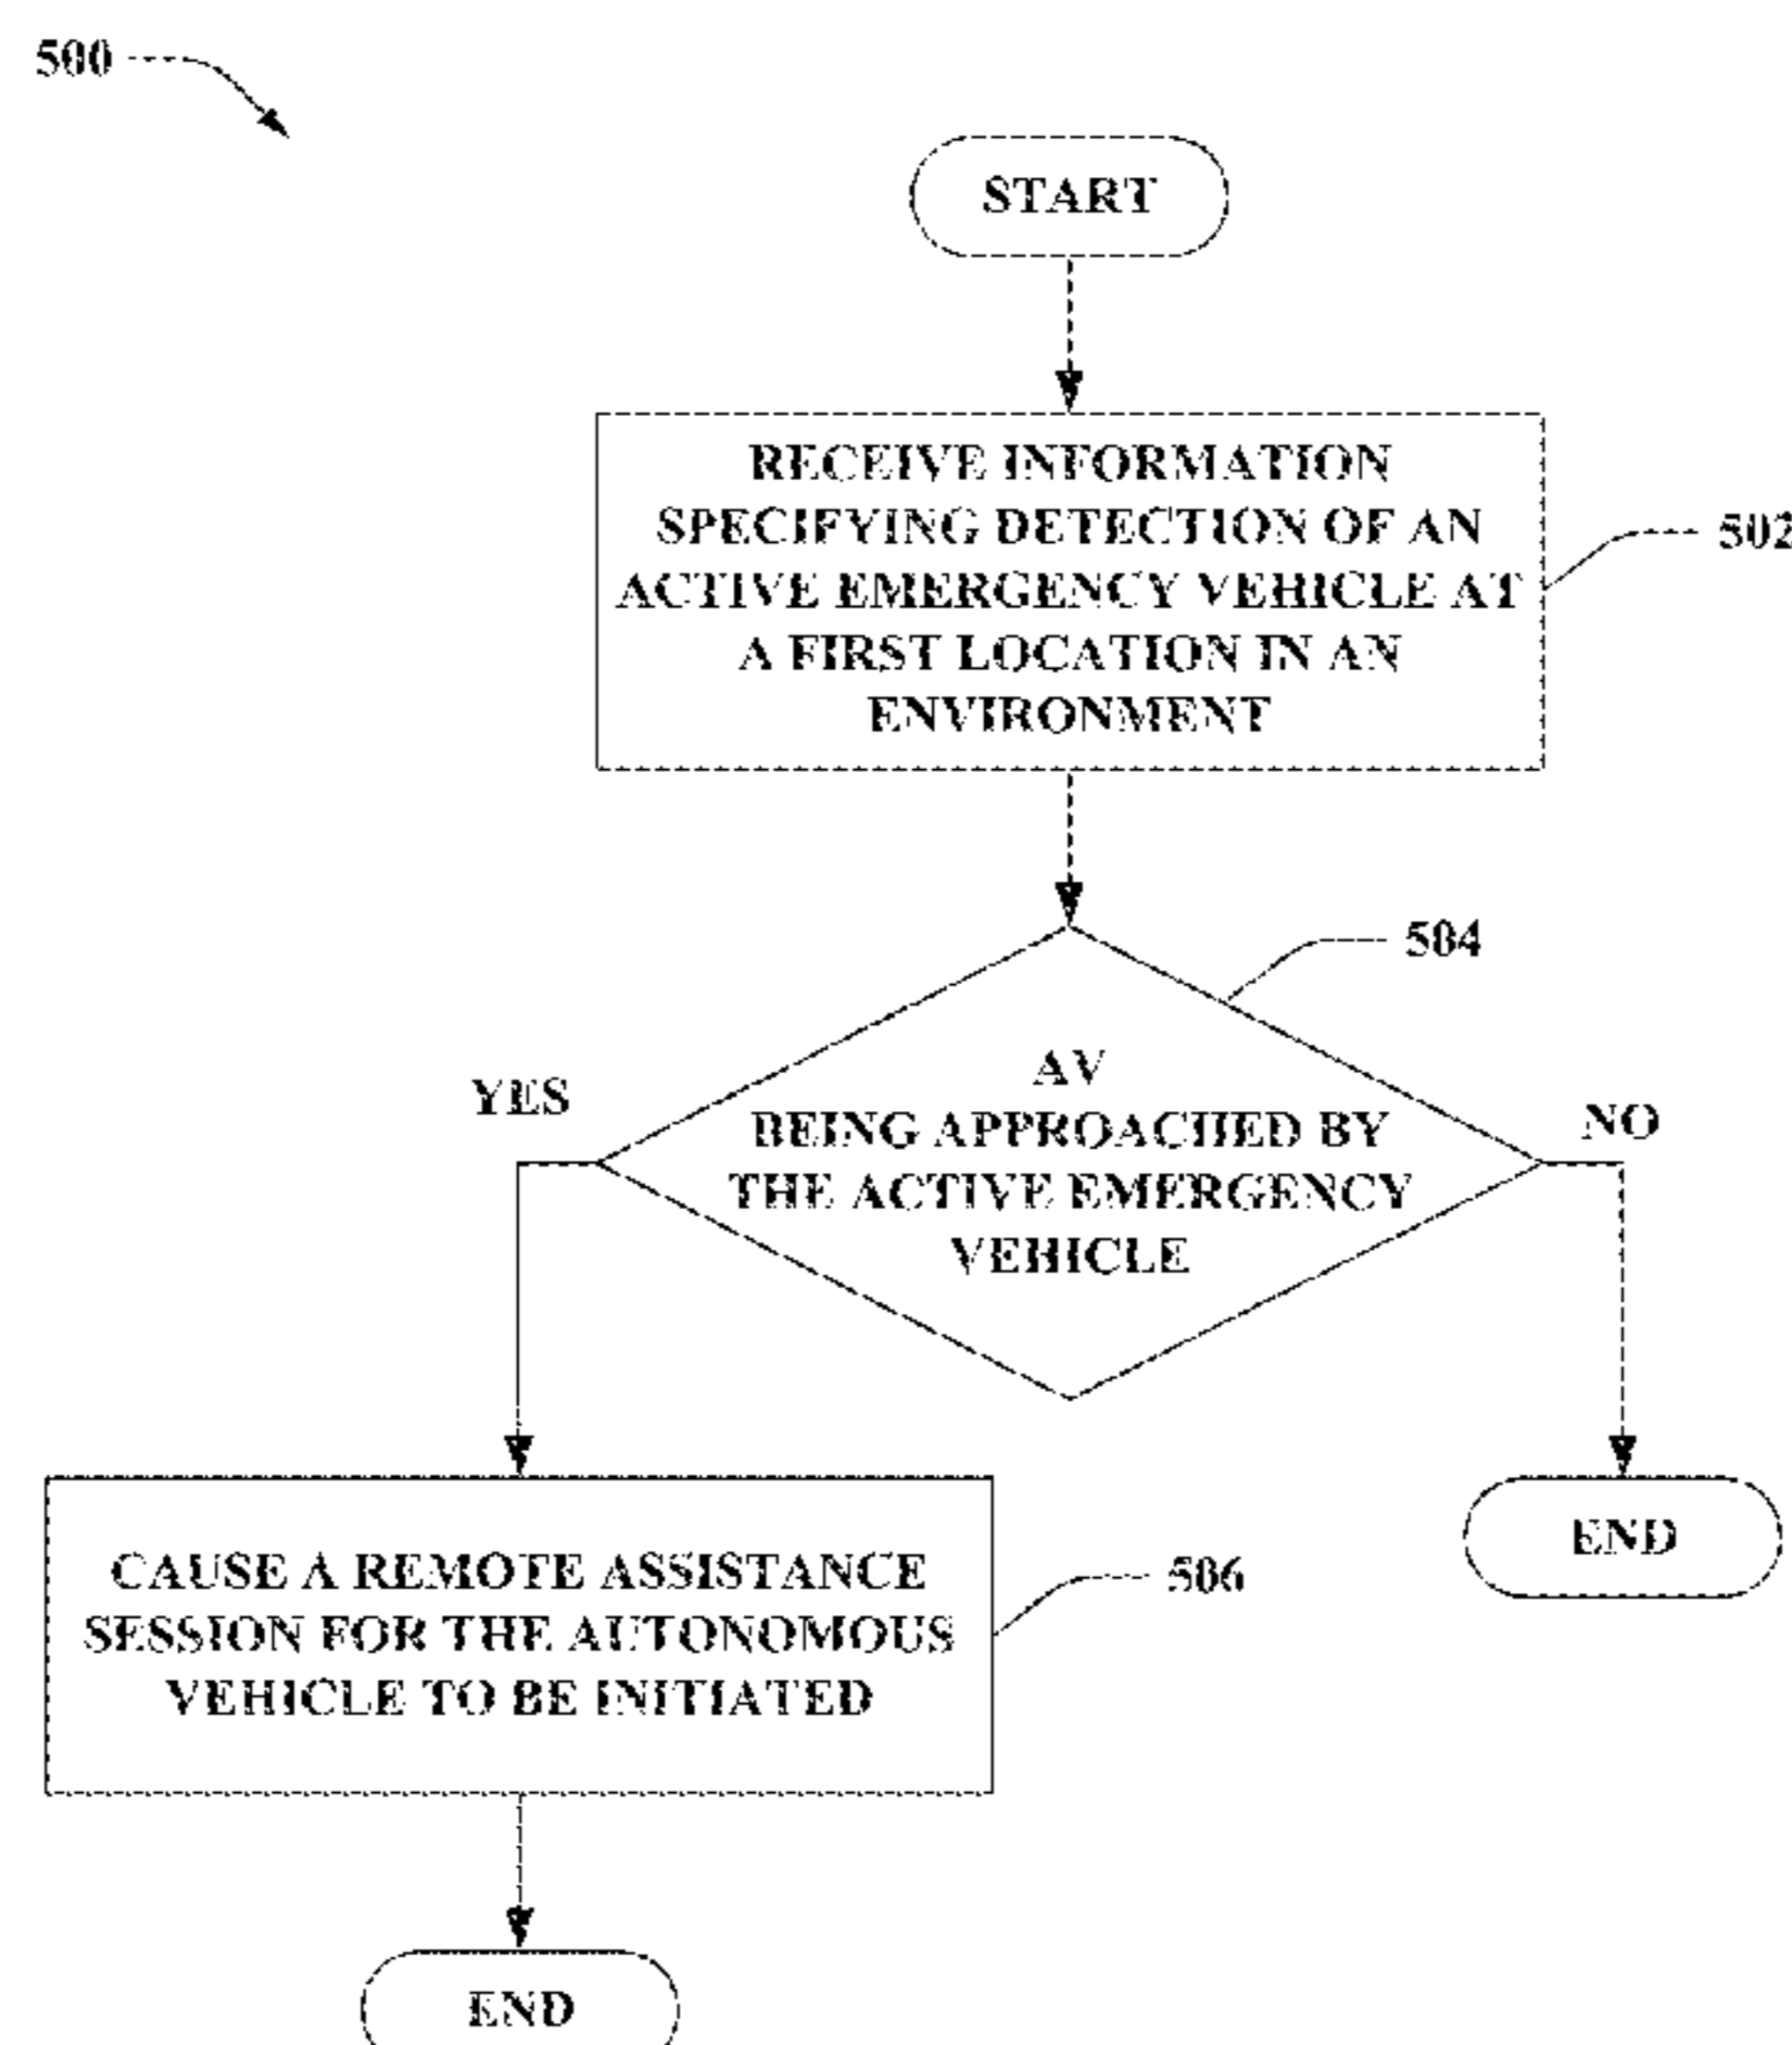 500
START
RECEIVE INFORMATION
SPECIFYING DETECTION OF AN
ACTIVE EMERGENCY VEHICLE AT
A FIRST LOCATION IN AN
ENVIRONMENT
502
504
AV
BEING APPROACHED BY
THE ACTIVE EMERGENCY
VEHICLE
YES
NO
CAUSE A REMOTE ASSISTANCE
SESSION FOR THE AUTONOMOUS
VEHICLE TO BE INITIATED
506
END
END